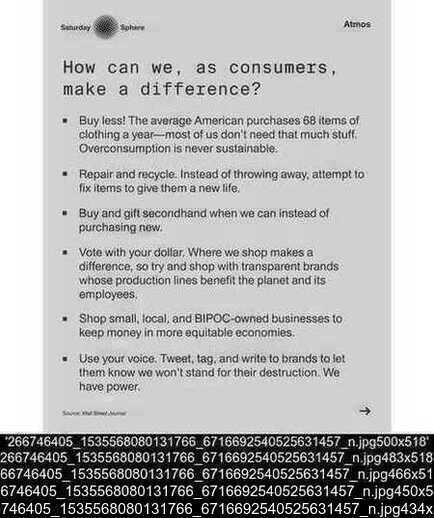 Saturday Sphere
Atmos
How can we, as consumers,
make a difference?
Buy less! The average American purchases 68 items of
clothing a year—most of us don't need that much stuff.
Overconsumption is never sustainable.
Repair and recycle. Instead of throwing away, attempt to
fix items to give them a new life.
Buy and gift secondhand when we can instead of
purchasing new.
Vote with your dollar. Where we shop makes a
difference, so try and shop with transparent brands
whose production lines benefit the planet and its
employees.
Shop small, local, and BIPOC-owned businesses to
keep money in more equitable economies.
Use your voice. Tweet, tag, and write to brands to let
them know we won't stand for their destruction. We
have power.
Source: Wall Street Journal
'266746405_1535568080131766_6716692540525631457_n.jpg500x518'
266746405_1535568080131766_6716692540525631457_n.jpg483x518
66746405_1535568080131766_6716692540525631457_n.jpg466x51
6746405_1535568080131766_6716692540525631457_n.jpg450x5
746405_1535568080131766_6716692540525631457_n.jpg434x